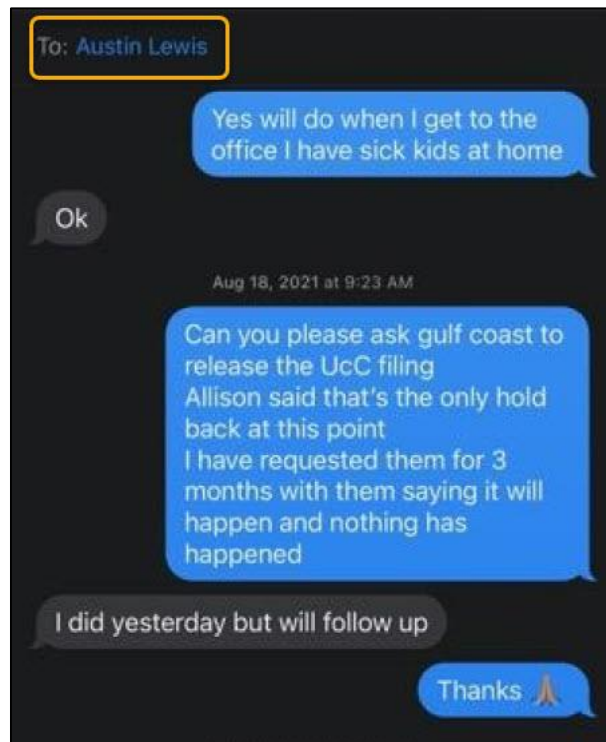 To: Austin Lewis
Yes will do when I get to the
office I have sick kids at home
Ok
Aug 18, 2021 at 9:23 AM
Can you please ask gulf coast to
release the UcC filing
Allison said that's the only hold
back at this point
I have requested them for 3
months with them saying it will
happen and nothing has
happened
I did yesterday but will follow up
Thanks 🙏🏽